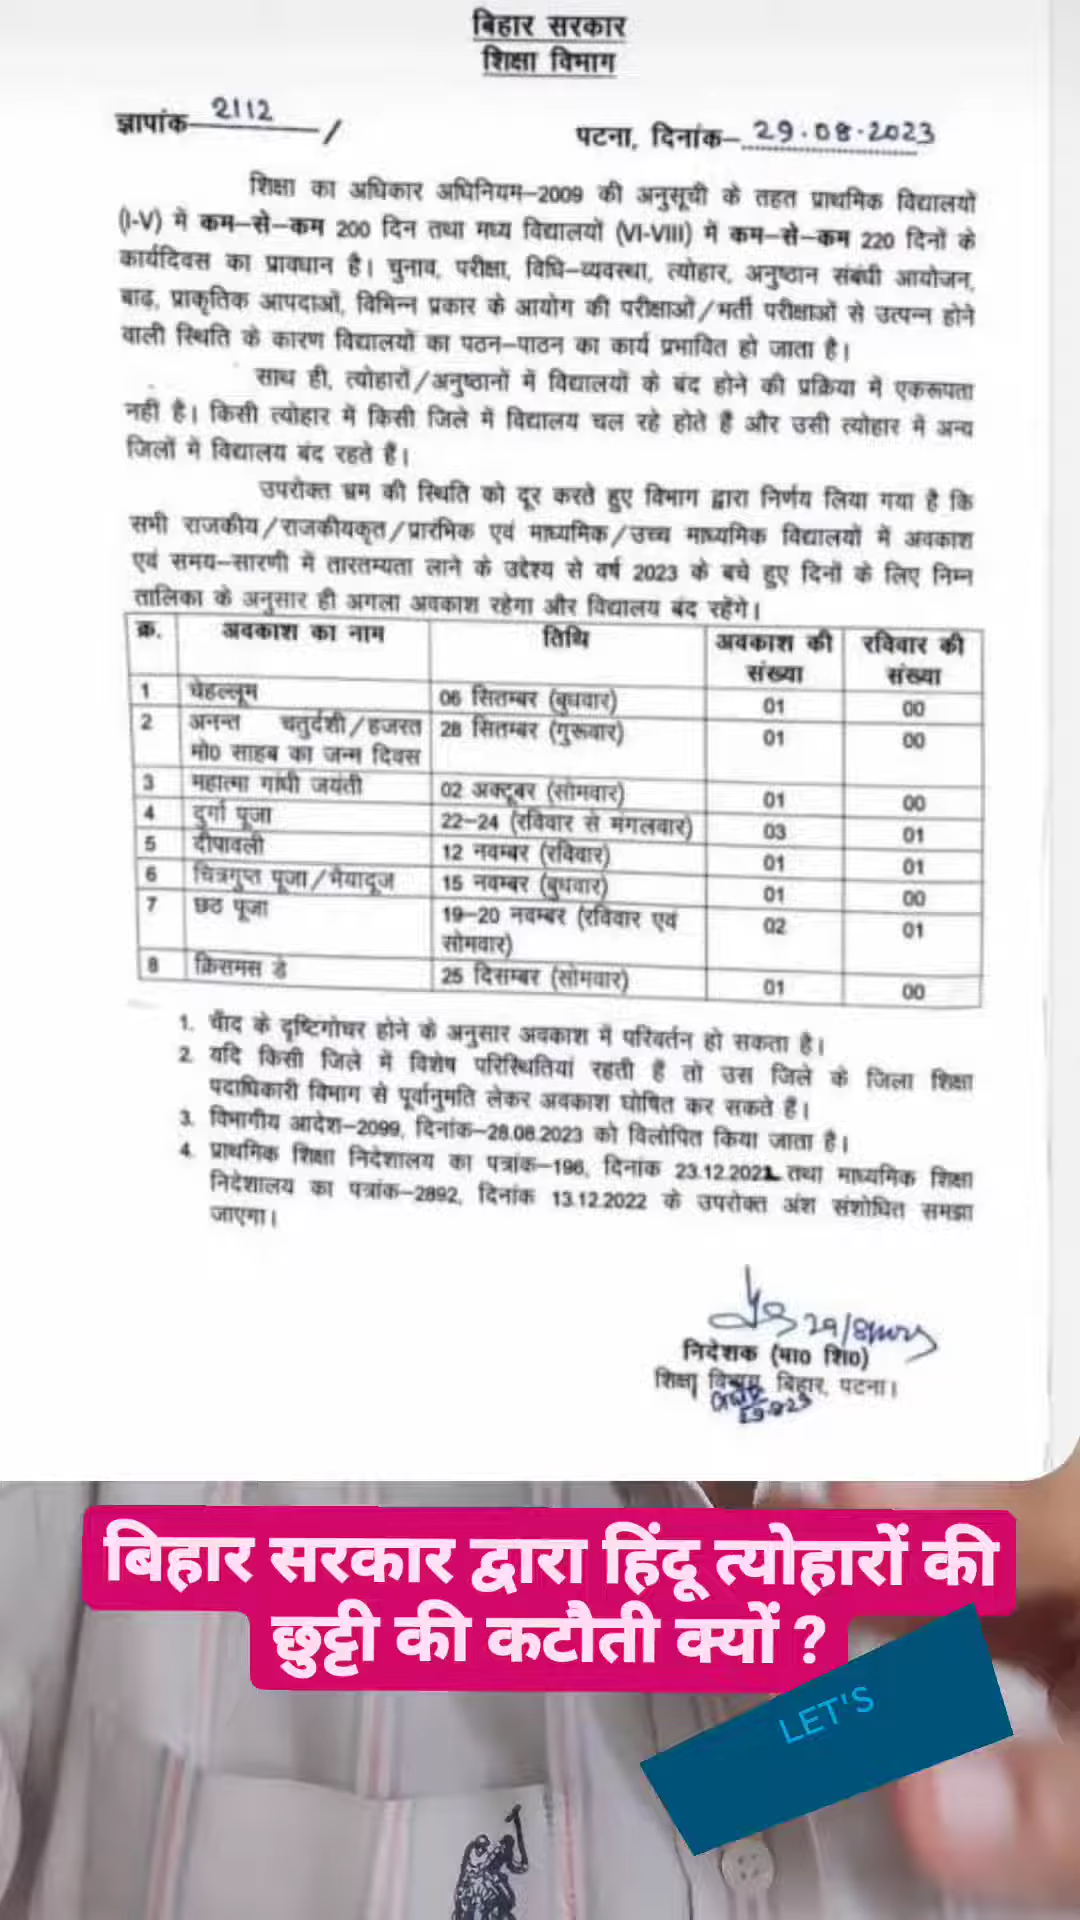 बिहार सरकार
शिक्षा विभाग
ज्ञापांक 2112 /
पटना, दिनांक– 29.08.2023
शिक्षा का अधिकार अधिनियम–2009 की अनुसूची के तहत प्राथमिक विद्यालयों
(I-V) में कम–से–कम 200 दिन तथा मध्य विद्यालयों (VI-VIII) में कम–से–कम 220 दिनों के
कार्यदिवस का प्रावधान है। चुनाव, परीक्षा, विधि–व्यवस्था, त्योहार, अनुष्ठान संबंधी आयोजन,
बाढ़, प्राकृतिक आपदाओं, विभिन्न प्रकार के आयोग की परीक्षाओं/भर्ती परीक्षाओं से उत्पन्न होने
वाली स्थिति के कारण विद्यालयों का पठन–पाठन का कार्य प्रभावित हो जाता है।
साथ ही, त्योहारों/अनुष्ठानों में विद्यालयों के बंद होने की प्रक्रिया में एकरूपता
नहीं है। किसी त्योहार में किसी जिले में विद्यालय चल रहे होते हैं और उसी त्योहार में अन्य
जिलों में विद्यालय बंद रहते हैं।
उपरोक्त भ्रम की स्थिति को दूर करते हुए विभाग द्वारा निर्णय लिया गया है कि
सभी राजकीय/राजकीयकृत/प्रारंभिक एवं माध्यमिक/उच्च माध्यमिक विद्यालयों में अवकाश
एवं समय–सारणी में तारतम्यता लाने के उद्देश्य से वर्ष 2023 के बचे हुए दिनों के लिए निम्न
तालिका के अनुसार ही अगला अवकाश रहेगा और विद्यालय बंद रहेंगे।
क्र. अवकाश का नाम तिथि अवकाश की संख्या रविवार की संख्या
1 चेहल्लूम 06 सितम्बर (बुधवार) 01 00
2 अनन्त चतुर्दशी/हजरत 28 सितम्बर (गुरूवार) 01 00
मो0 साहब का जन्म दिवस
3 महात्मा गांधी जयंती 02 अक्टूबर (सोमवार) 01 00
4 दुर्गा पूजा 22–24 (रविवार से मंगलवार) 03 01
5 दीपावली 12 नवम्बर (रविवार) 01 01
6 चित्रगुप्त पूजा/भैयादूज 15 नवम्बर (बुधवार) 01 00
7 छठ पूजा 19–20 नवम्बर (रविवार एवं 02 01
सोमवार)
8 क्रिसमस डे 25 दिसम्बर (सोमवार) 01 00
1. चाँद के दृष्टिगोचर होने के अनुसार अवकाश में परिवर्तन हो सकता है।
2. यदि किसी जिले में विशेष परिस्थितियां रहती हैं तो उस जिले के जिला शिक्षा
पदाधिकारी विभाग से पूर्वानुमति लेकर अवकाश घोषित कर सकते हैं।
3. विभागीय आदेश–2099, दिनांक–28.08.2023 को विलोपित किया जाता है।
4. प्राथमिक शिक्षा निदेशालय का पत्रांक–196, दिनांक 23.12.2022 तथा माध्यमिक शिक्षा
निदेशालय का पत्रांक–2892, दिनांक 13.12.2022 के उपरोक्त अंश संशोधित समझा
जाएगा।
निदेशक (मा0 शि0)
शिक्षा विभाग, बिहार, पटना।
बिहार सरकार द्वारा हिंदू त्योहारों की
छुट्टी की कटौती क्यों ?
LET'S